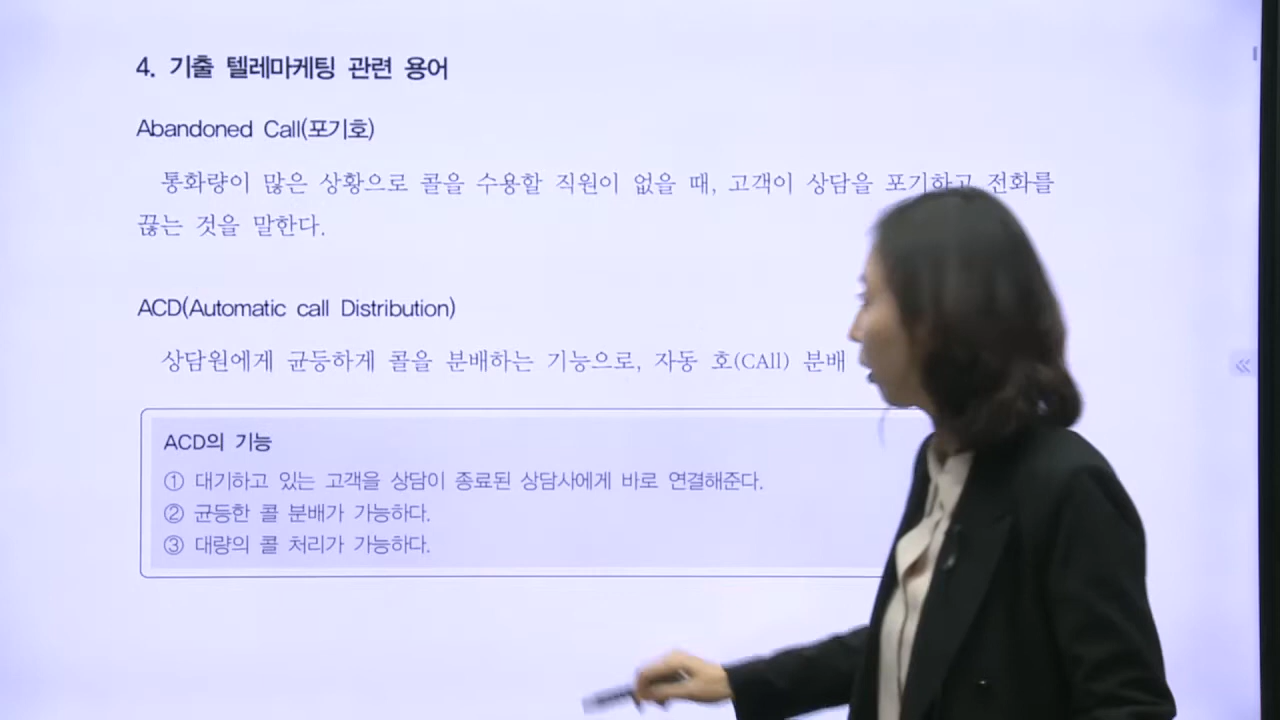 4. 기출 텔레마케팅 관련 용어
Abandoned Call(포기호)
통화량이 많은 상황으로 콜을 수용할 직원이 없을 때, 고객이 상담을 포기하고 전화를
끊는 것을 말한다.
ACD(Automatic call Distribution)
상담원에게 균등하게 콜을 분배하는 기능으로, 자동 호(CAll) 분배
ACD의 기능
① 대기하고 있는 고객을 상담이 종료된 상담사에게 바로 연결해준다.
② 균등한 콜 분배가 가능하다.
③ 대량의 콜 처리가 가능하다.